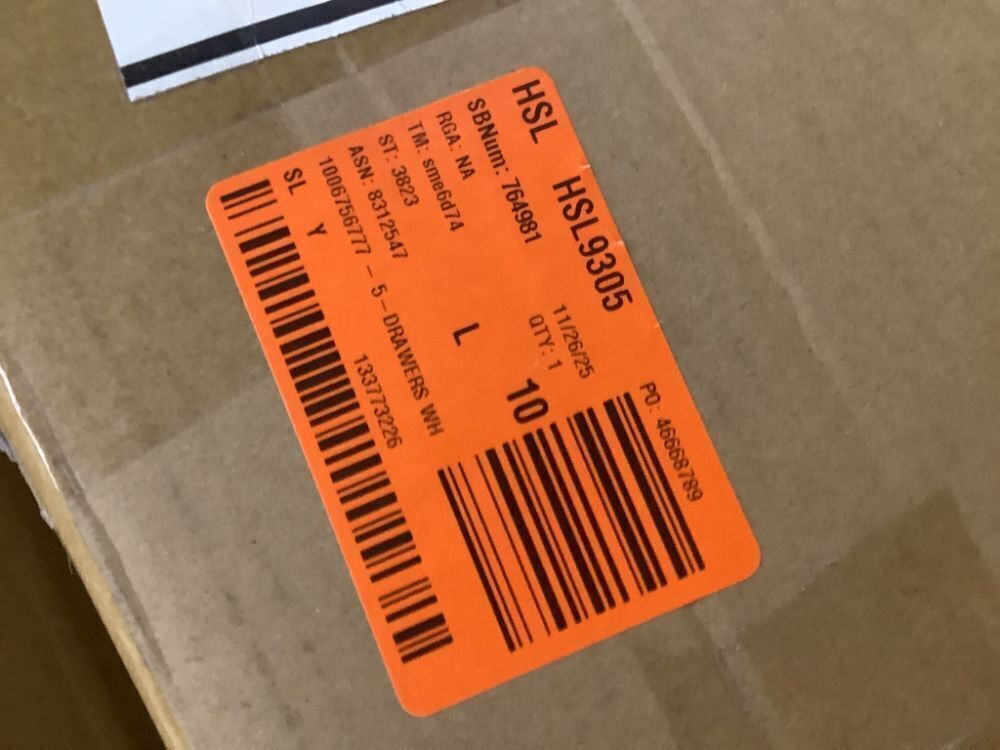 HSL HSL9305
SBNum: 764981 11/26/25 PO: 46668789
RGA: NA QTY: 1
TM: sme6d74 10
ST: 3823 L
ASN: 8312547
1006756777 - 5-DRAWERS WH
SL Y 133773226